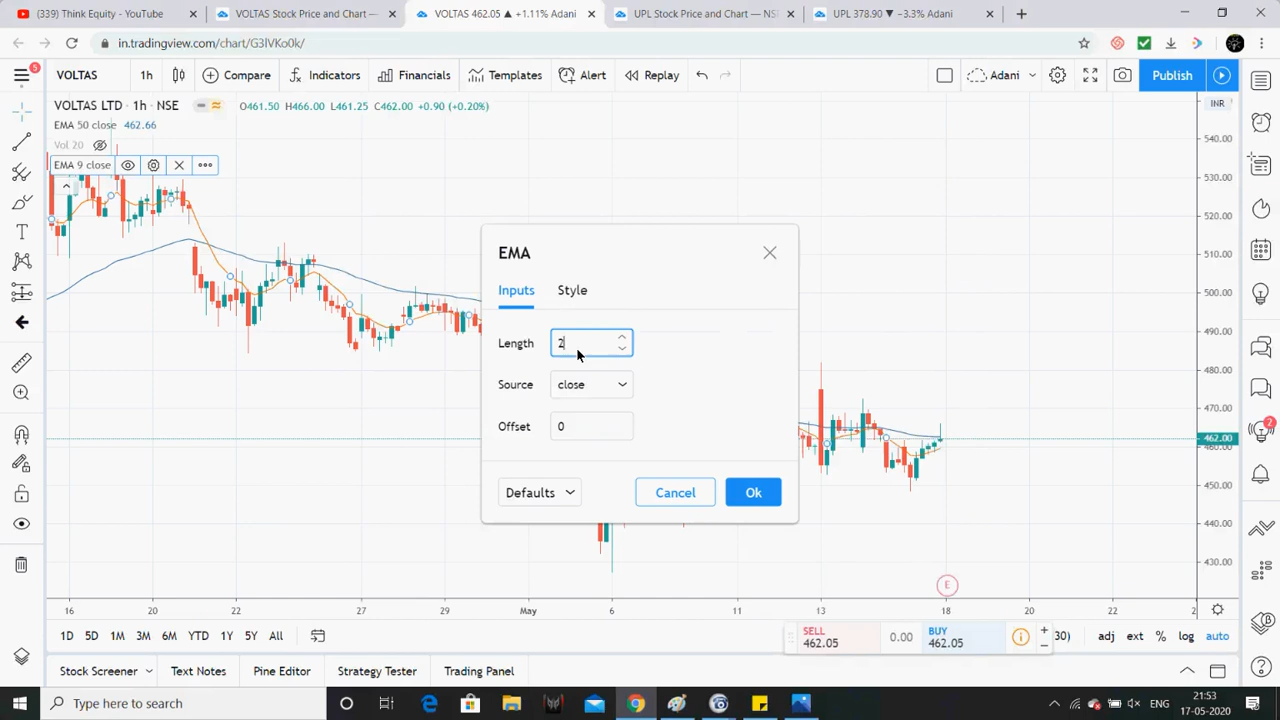 (339) Think Equity - YouTube
VOLTAS Stock Price and Chart —
VOLTAS 462.05 ▲ +1.11% Adani
UPL Stock Price and Chart — NSE
UPL 378.90 ▼ −3.3% Adani
in.tradingview.com/chart/G3lVKo0k/
5
VOLTAS
1h
Compare
Indicators
Financials
Templates
Alert
Replay
Adani
Publish
VOLTAS LTD · 1h · NSE
O461.50 H466.00 L461.25 C462.00 +0.90 (+0.20%)
INR
EMA 50 close 462.66
Vol 20
EMA 9 close
540.00
530.00
520.00
510.00
500.00
490.00
480.00
470.00
462.00
460.00
450.00
440.00
430.00
EMA
Inputs
Style
Length
2
Source
close
Offset
0
Defaults
Cancel
Ok
2
E
16
20
22
27
29
May
6
11
13
18
20
22
2
1D
5D
1M
3M
6M
YTD
1Y
5Y
All
SELL
462.05
0.00
BUY
462.05
30)
adj
ext
%
log
auto
Stock Screener
Text Notes
Pine Editor
Strategy Tester
Trading Panel
Type here to search
ENG
21:53
17-05-2020